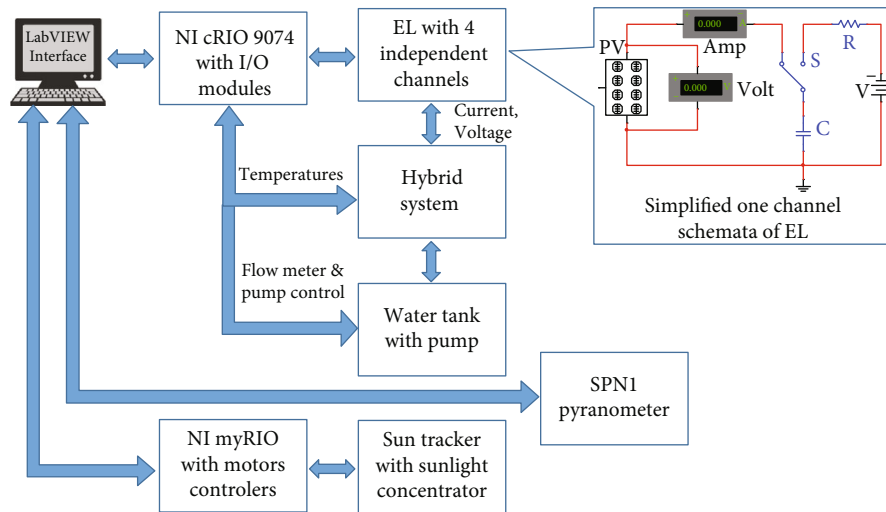 LabVIEW
Interface
NI cRIO 9074
with I/O
modules
EL with 4
independent
channels
Current,
Voltage
Temperatures
Hybrid
system
Flow meter &
pump control
Water tank
with pump
SPN1
pyranometer
NI myRIO
with motors
controlers
Sun tracker
with sunlight
concentrator
0.000
Amp
PV
0.000
Volt
S
R
V
C
Simplified one channel
schemata of EL